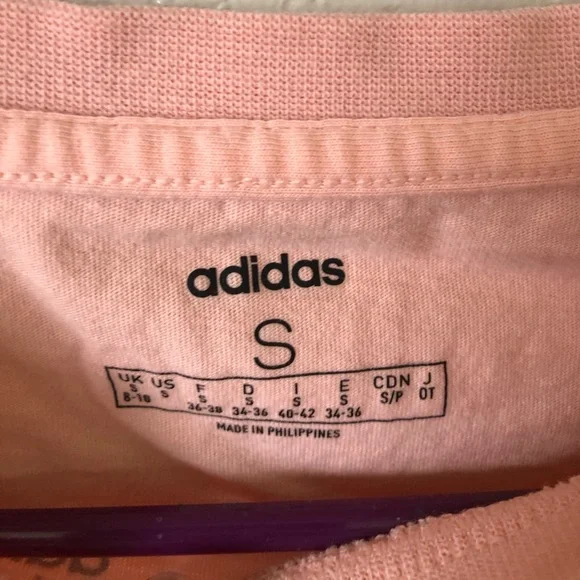 adidas
S
UK US F D I E CDN J
S S S S S S S/P OT
8-10 36-38 34-36 40-42 34-36
MADE IN PHILIPPINES